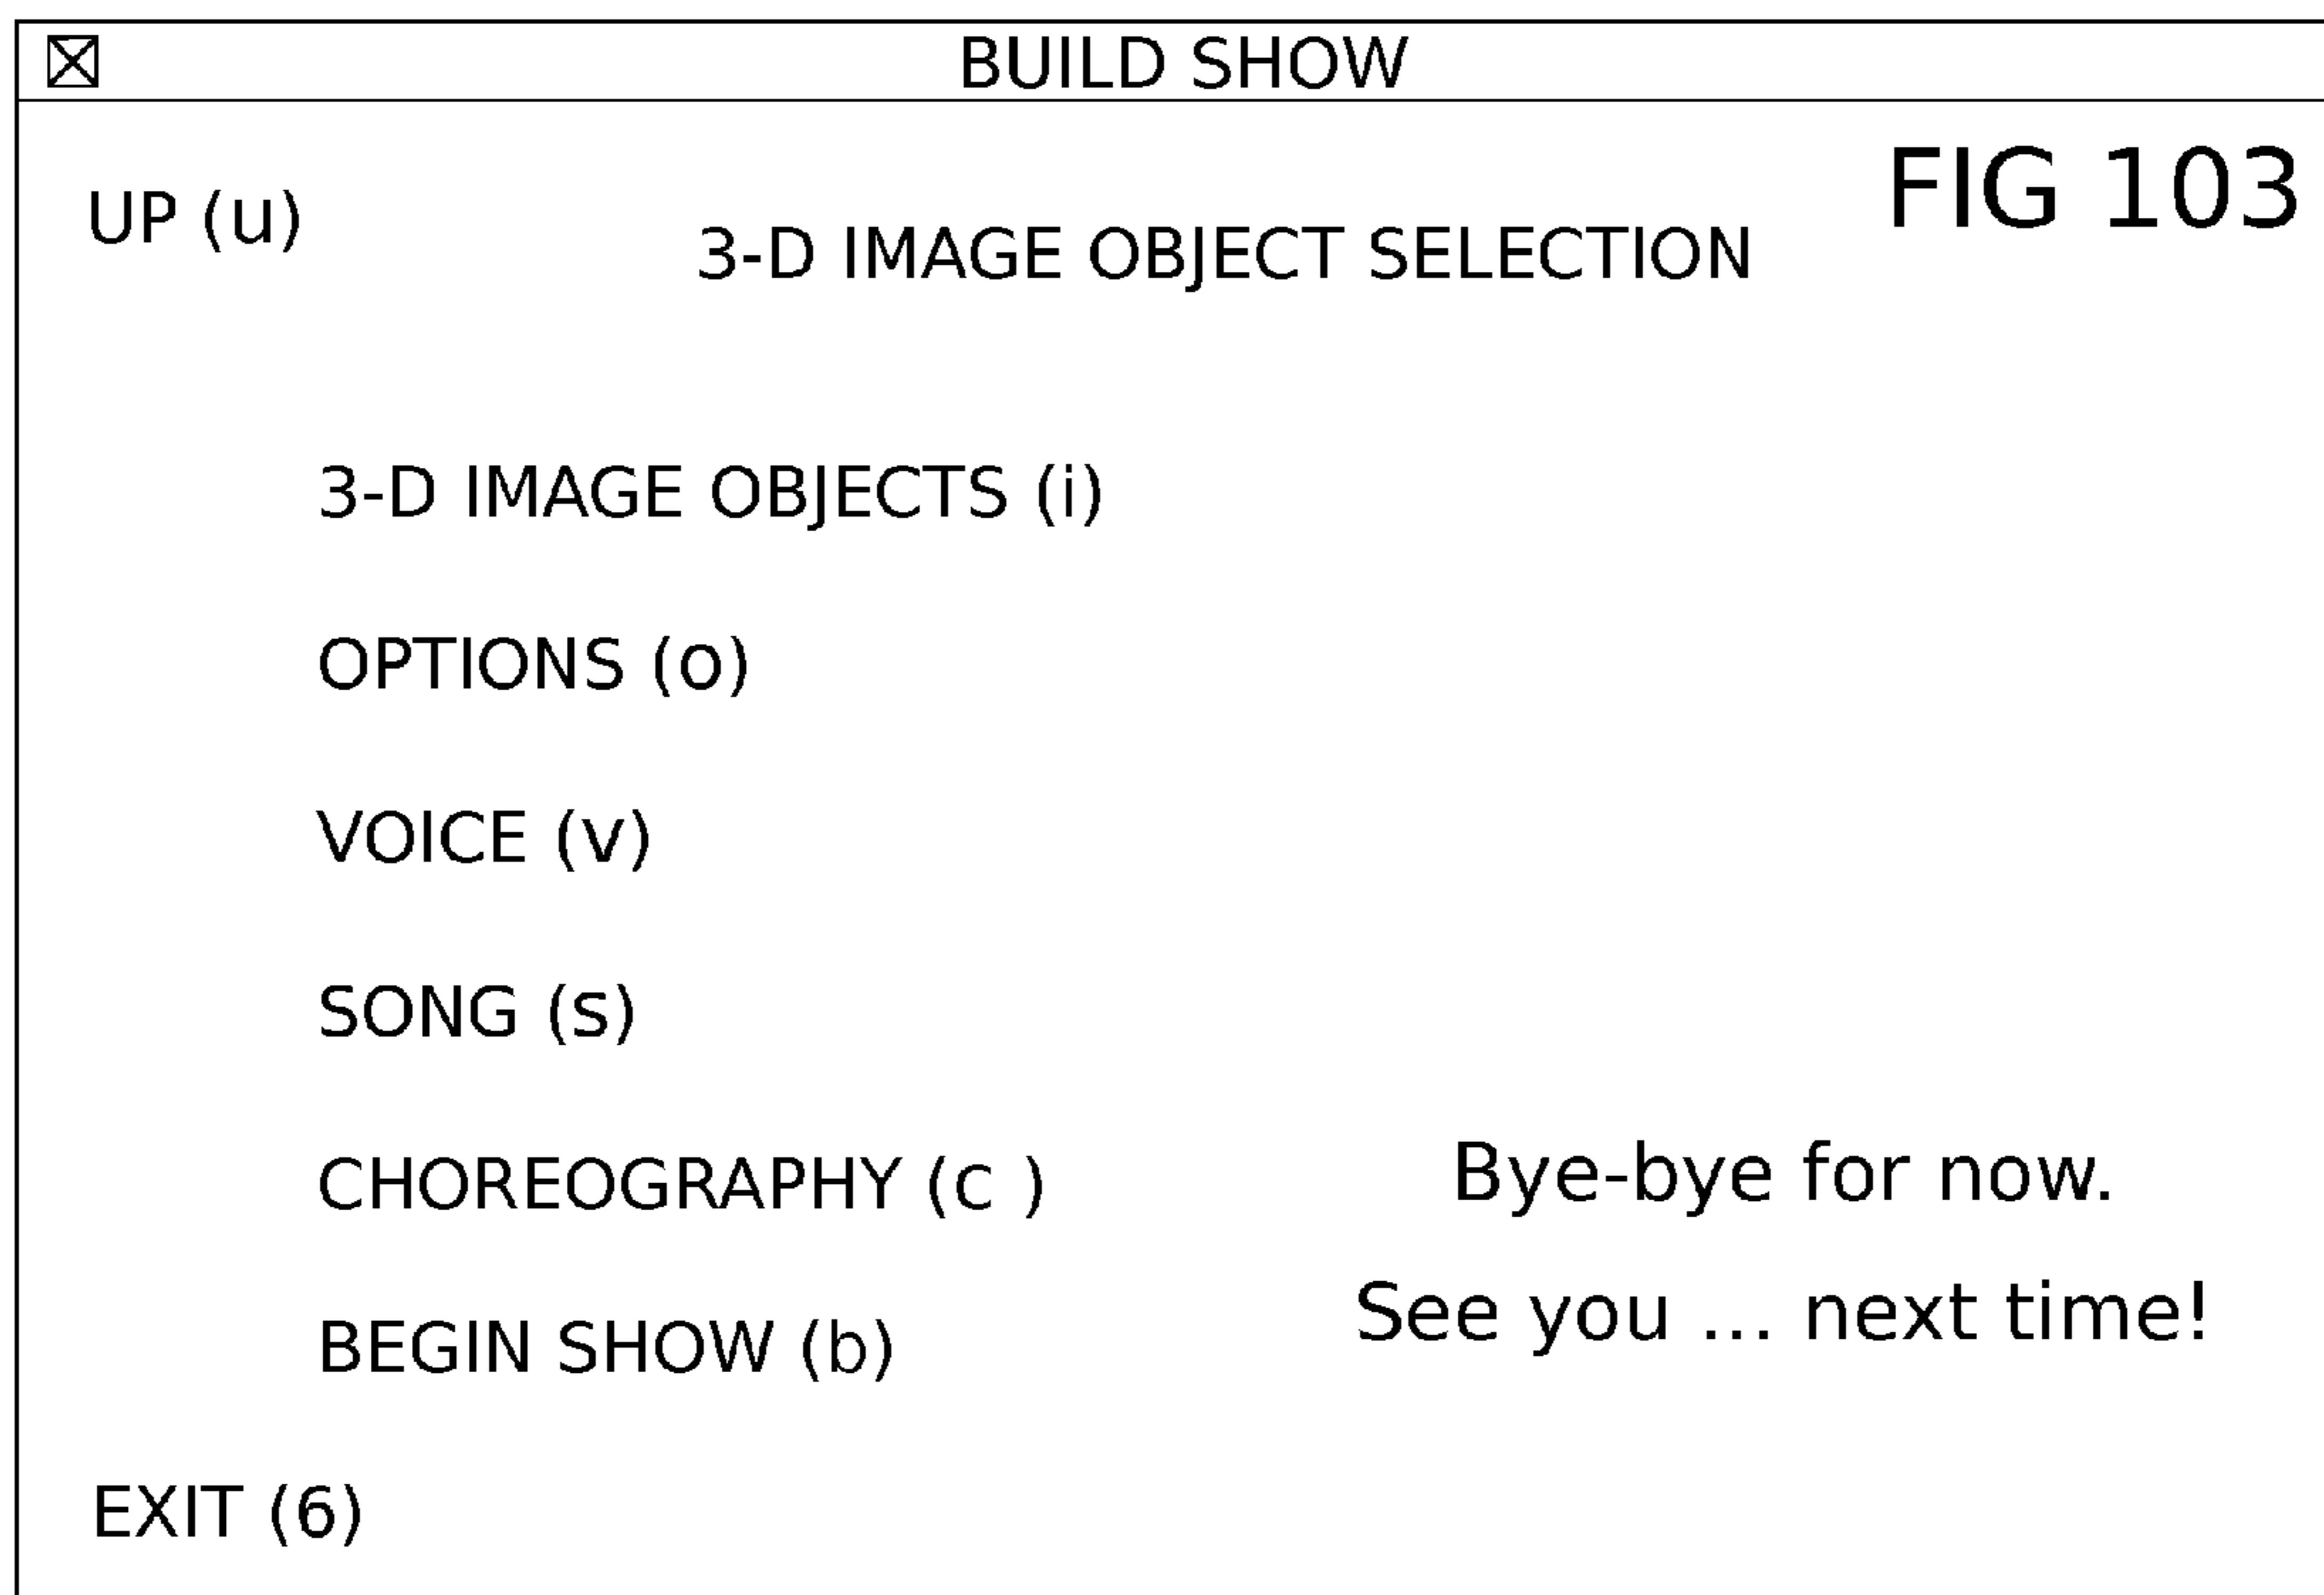 BUILD SHOW
FIG 103
UP (u)
3-D IMAGE OBJECT SELECTION
3-D IMAGE OBJECTS (i)
OPTIONS (o)
VOICE (v)
SONG (s)
CHOREOGRAPHY (c )
Bye-bye for now.
See you ... next time!
BEGIN SHOW (b)
EXIT (6)